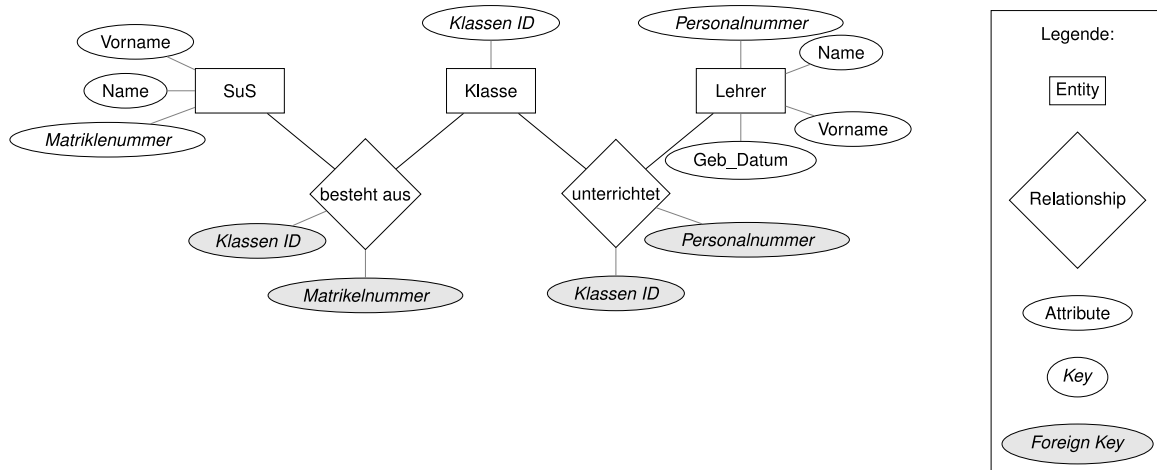 Klassen ID
Personalnummer
Legende:
Vorname
Name
Name
SuS
Klasse
Lehrer
Entity
Matriklenummer
Vorname
Geb_Datum
besteht aus
unterrichtet
Relationship
Klassen ID
Personalnummer
Matrikelnummer
Klassen ID
Attribute
Key
Foreign Key